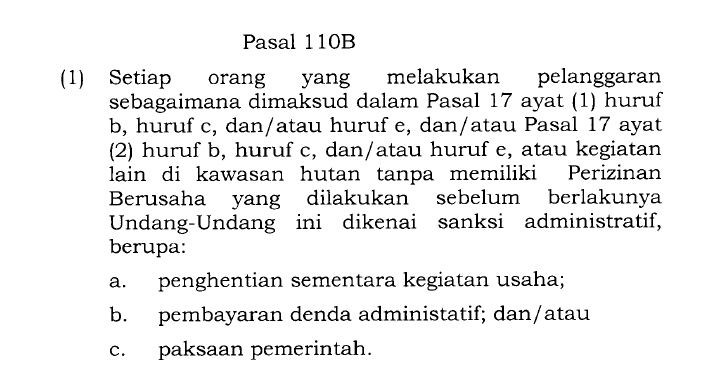 Pasal 110B
(1) Setiap orang yang melakukan pelanggaran
sebagaimana dimaksud dalam Pasal 17 ayat (1) huruf
b, huruf c, dan/atau huruf e, dan/atau Pasal 17 ayat
(2) huruf b, huruf c, dan/atau huruf e, atau kegiatan
lain di kawasan hutan tanpa memiliki Perizinan
Berusaha yang dilakukan sebelum berlakunya
Undang-Undang ini dikenai sanksi administratif,
berupa:
a. penghentian sementara kegiatan usaha;
b. pembayaran denda administatif; dan/atau
c. paksaan pemerintah.